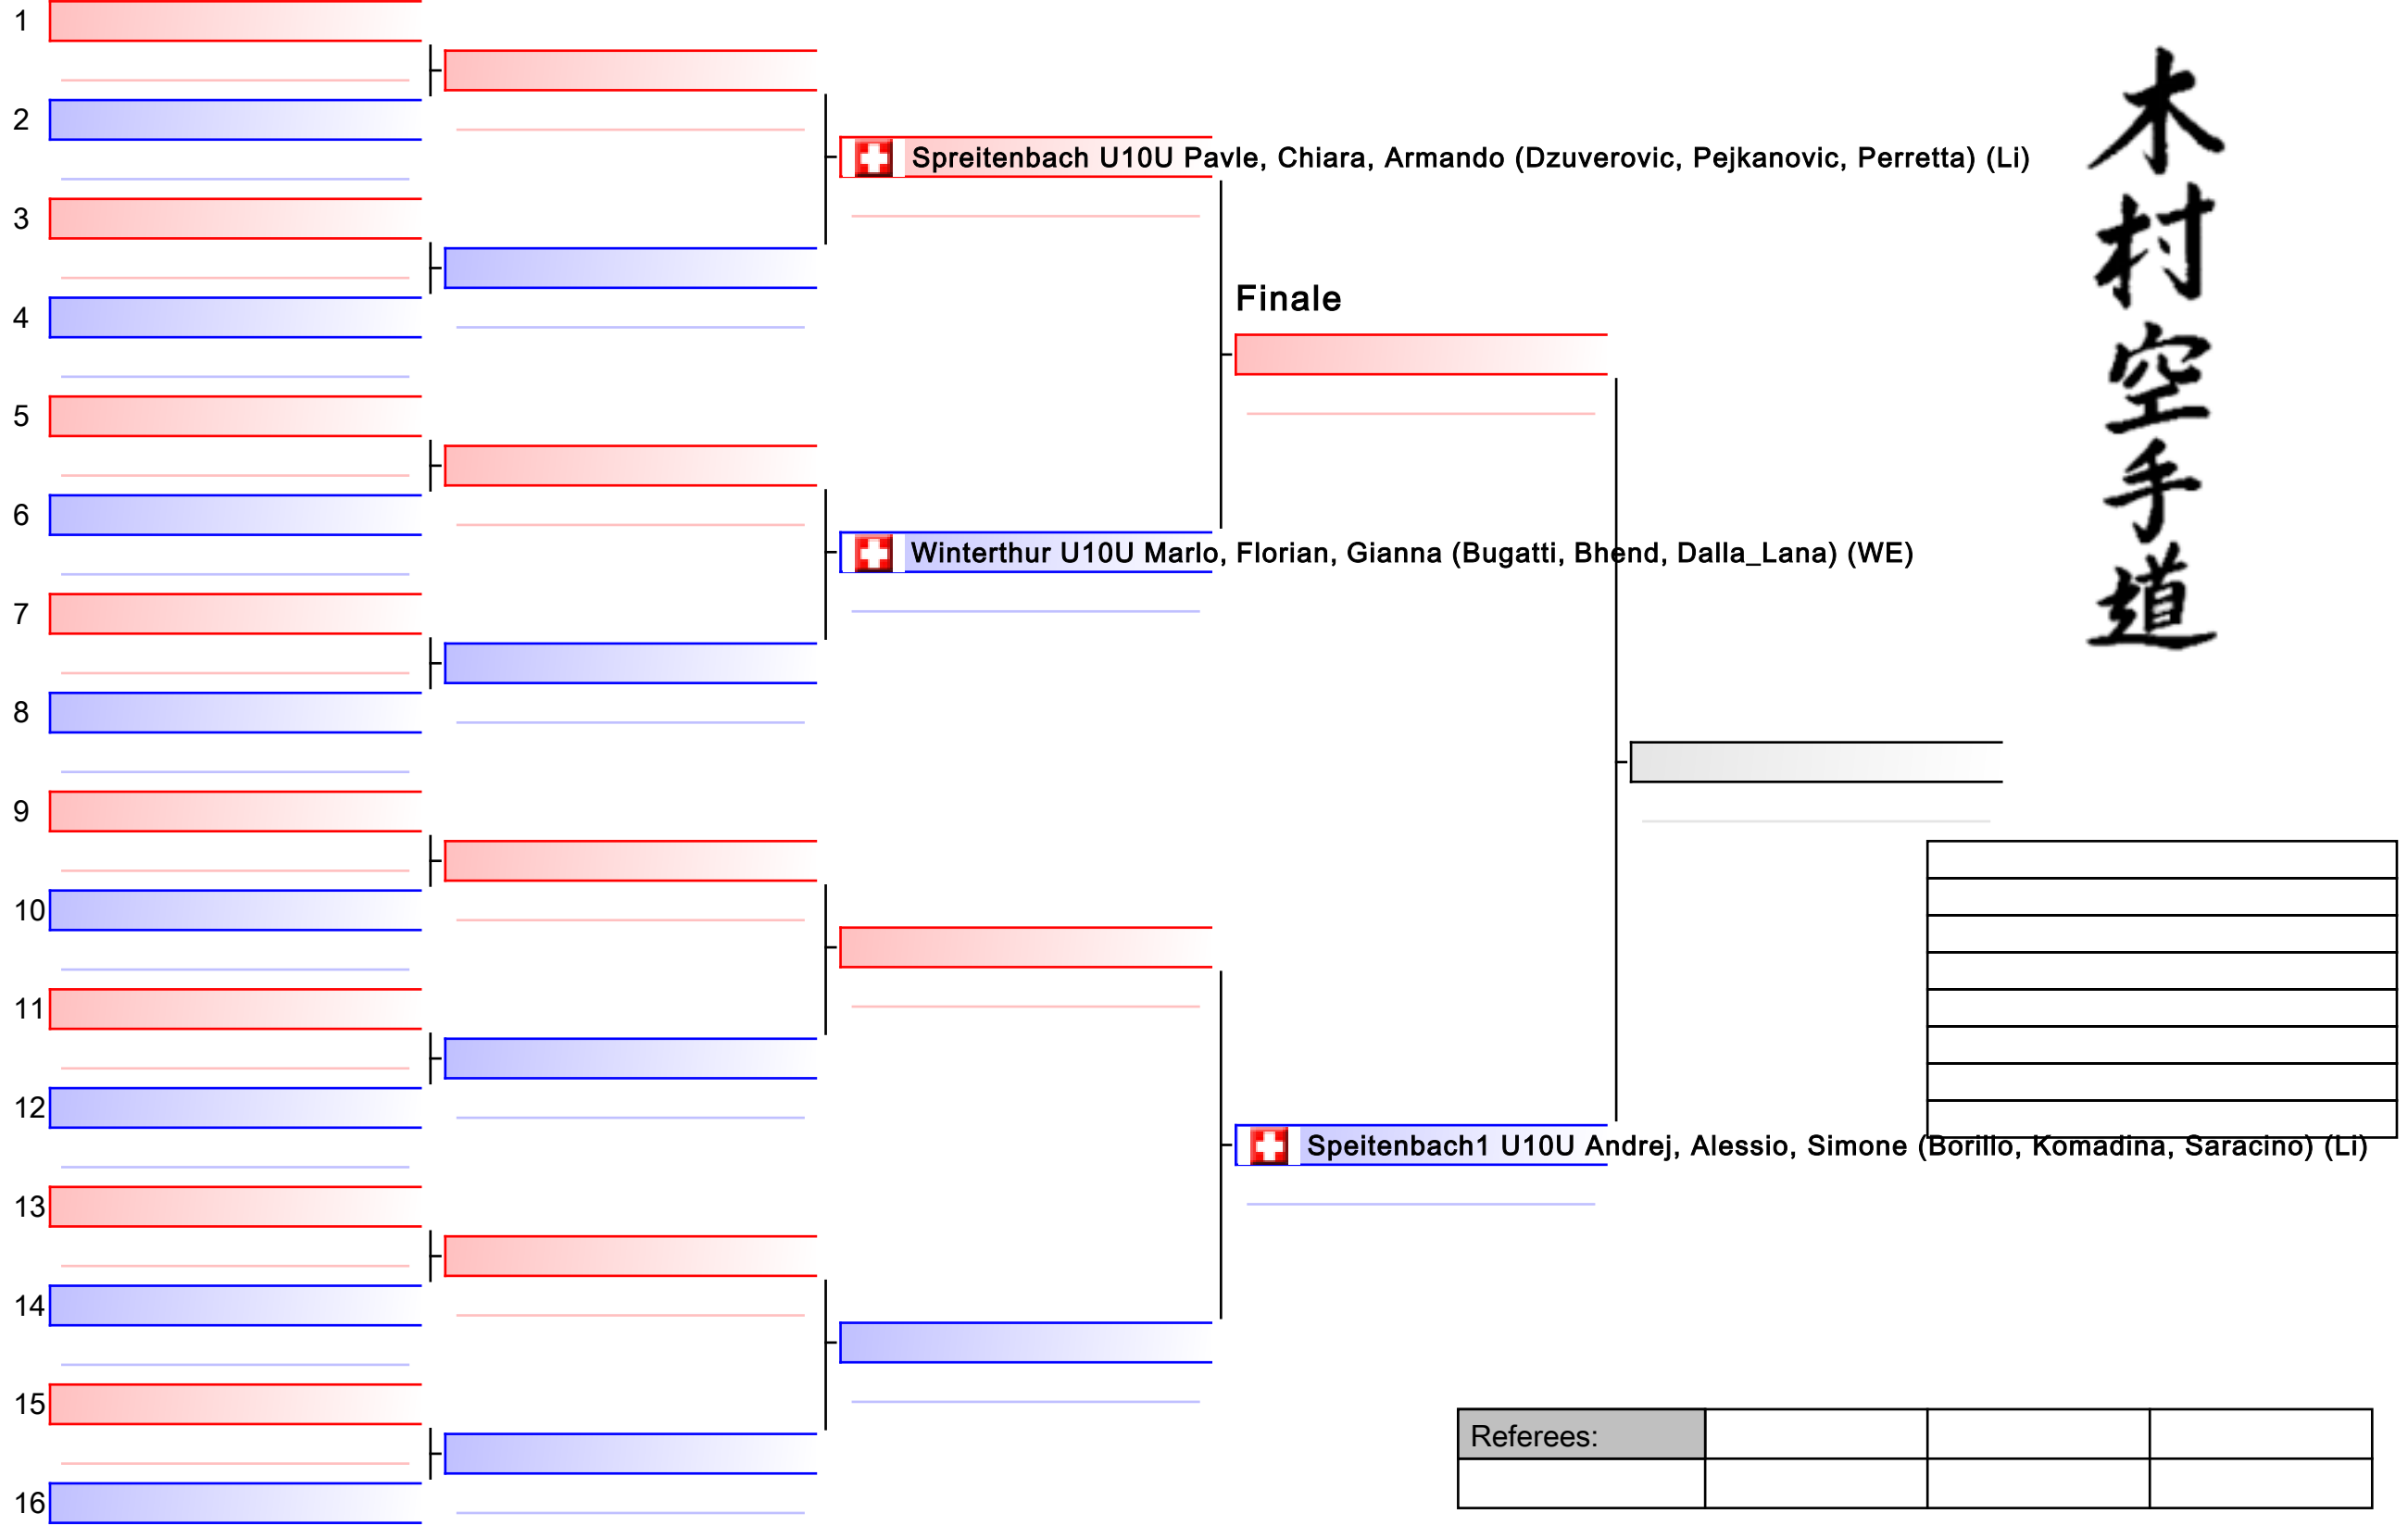 1
2
Spreitenbach U10U Pavle, Chiara, Armando (Dzuverovic, Pejkanovic, Perretta) (Li)
3
Finale
4
5
6
Winterthur U10U Marlo, Florian, Gianna (Bugatti, Bhend, Dalla_Lana) (WE)
7
8
9
10
11
12
Speitenbach1 U10U Andrej, Alessio, Simone (Borillo, Komadina, Saracino) (Li)
13
14
15
16
Referees:
木村空手道